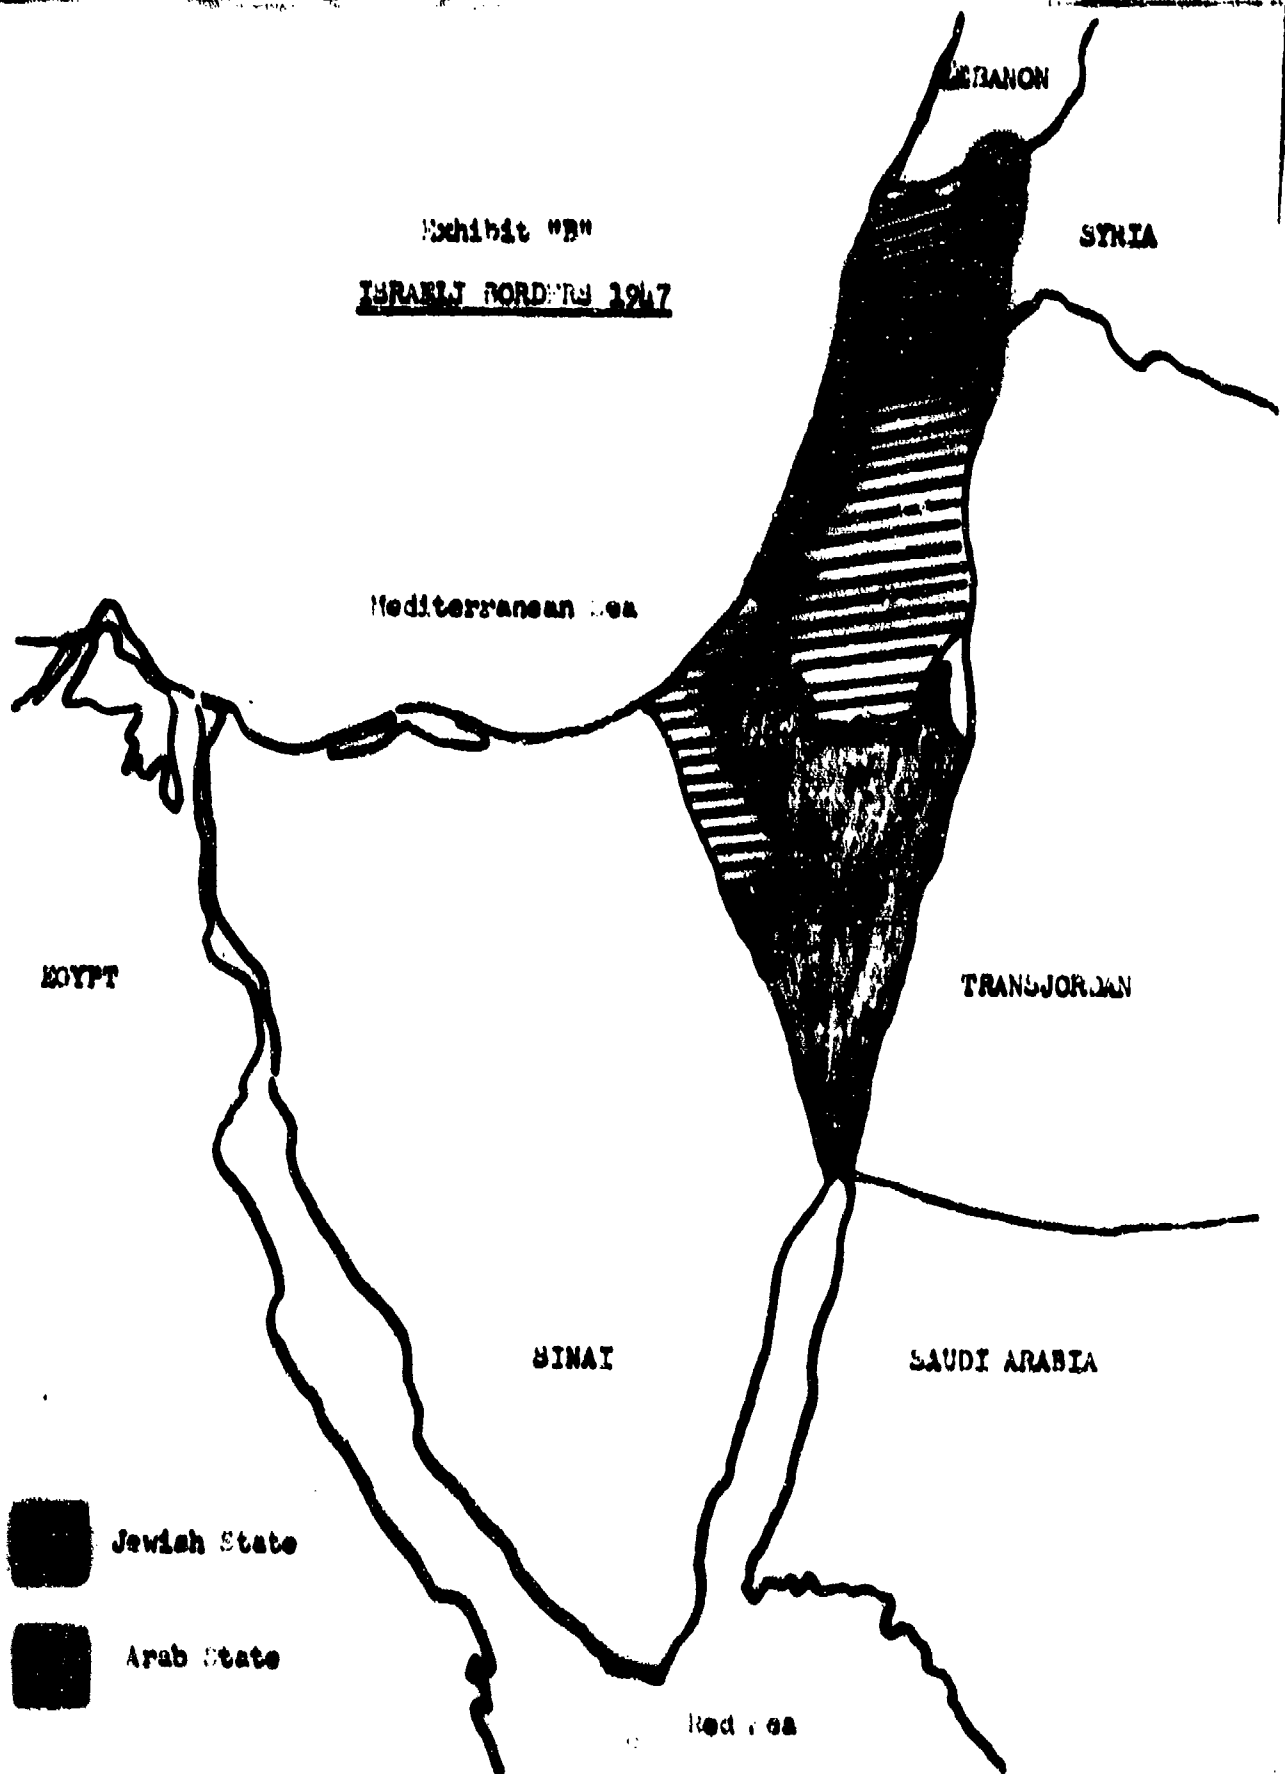 LEBANON
Exhibit "B"
SYRIA
ISRAELI BORDERS 1947
Mediterranean Sea
EGYPT
TRANSJORDAN
SINAI
SAUDI ARABIA
Jewish State
Arab State
Red Sea